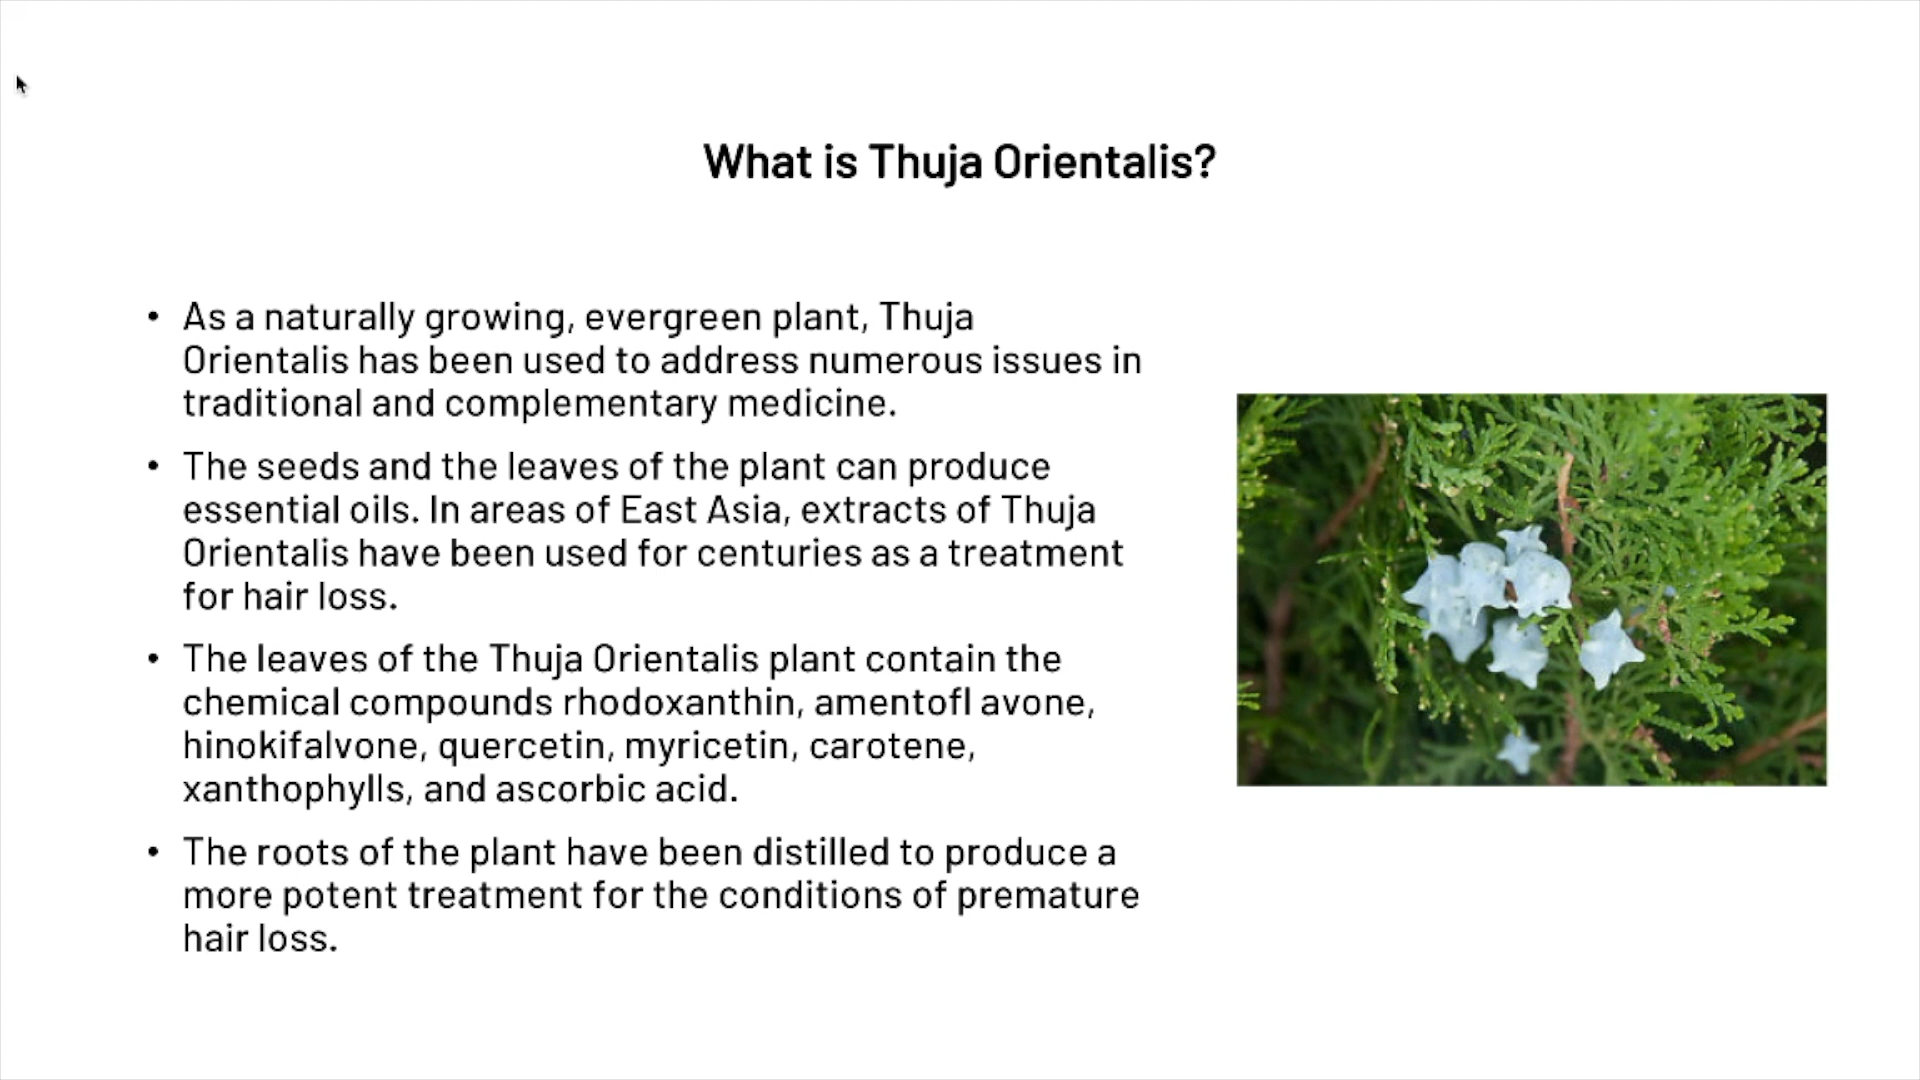 What is Thuja Orientalis?
• As a naturally growing, evergreen plant, Thuja
Orientalis has been used to address numerous issues in
traditional and complementary medicine.
• The seeds and the leaves of the plant can produce
essential oils. In areas of East Asia, extracts of Thuja
Orientalis have been used for centuries as a treatment
for hair loss.
• The leaves of the Thuja Orientalis plant contain the
chemical compounds rhodoxanthin, amentofl avone,
hinokifalvone, quercetin, myricetin, carotene,
xanthophylls, and ascorbic acid.
• The roots of the plant have been distilled to produce a
more potent treatment for the conditions of premature
hair loss.